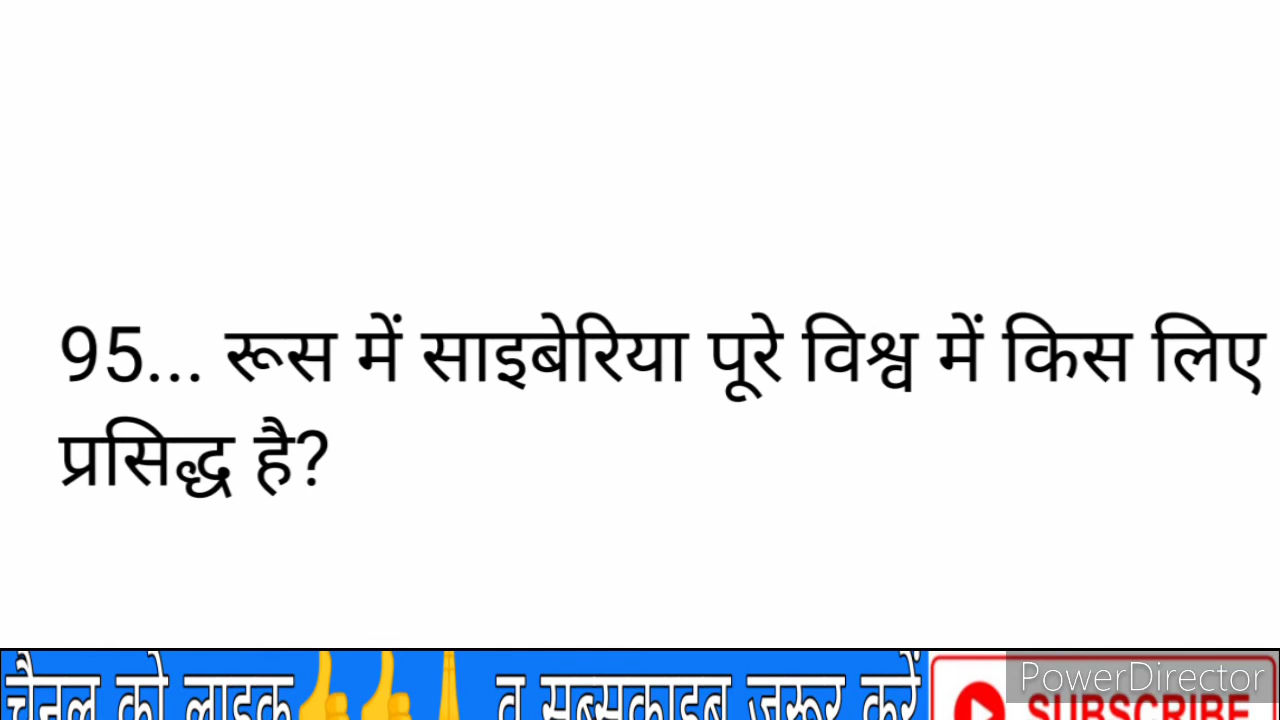 95... रूस में साइबेरिया पूरे विश्व में किस लिए
प्रसिद्ध है?
चैनल को लाइक👍👍🙏 व सब्सक्राइब जरूर करें
PowerDirector
SUBSCRIBE